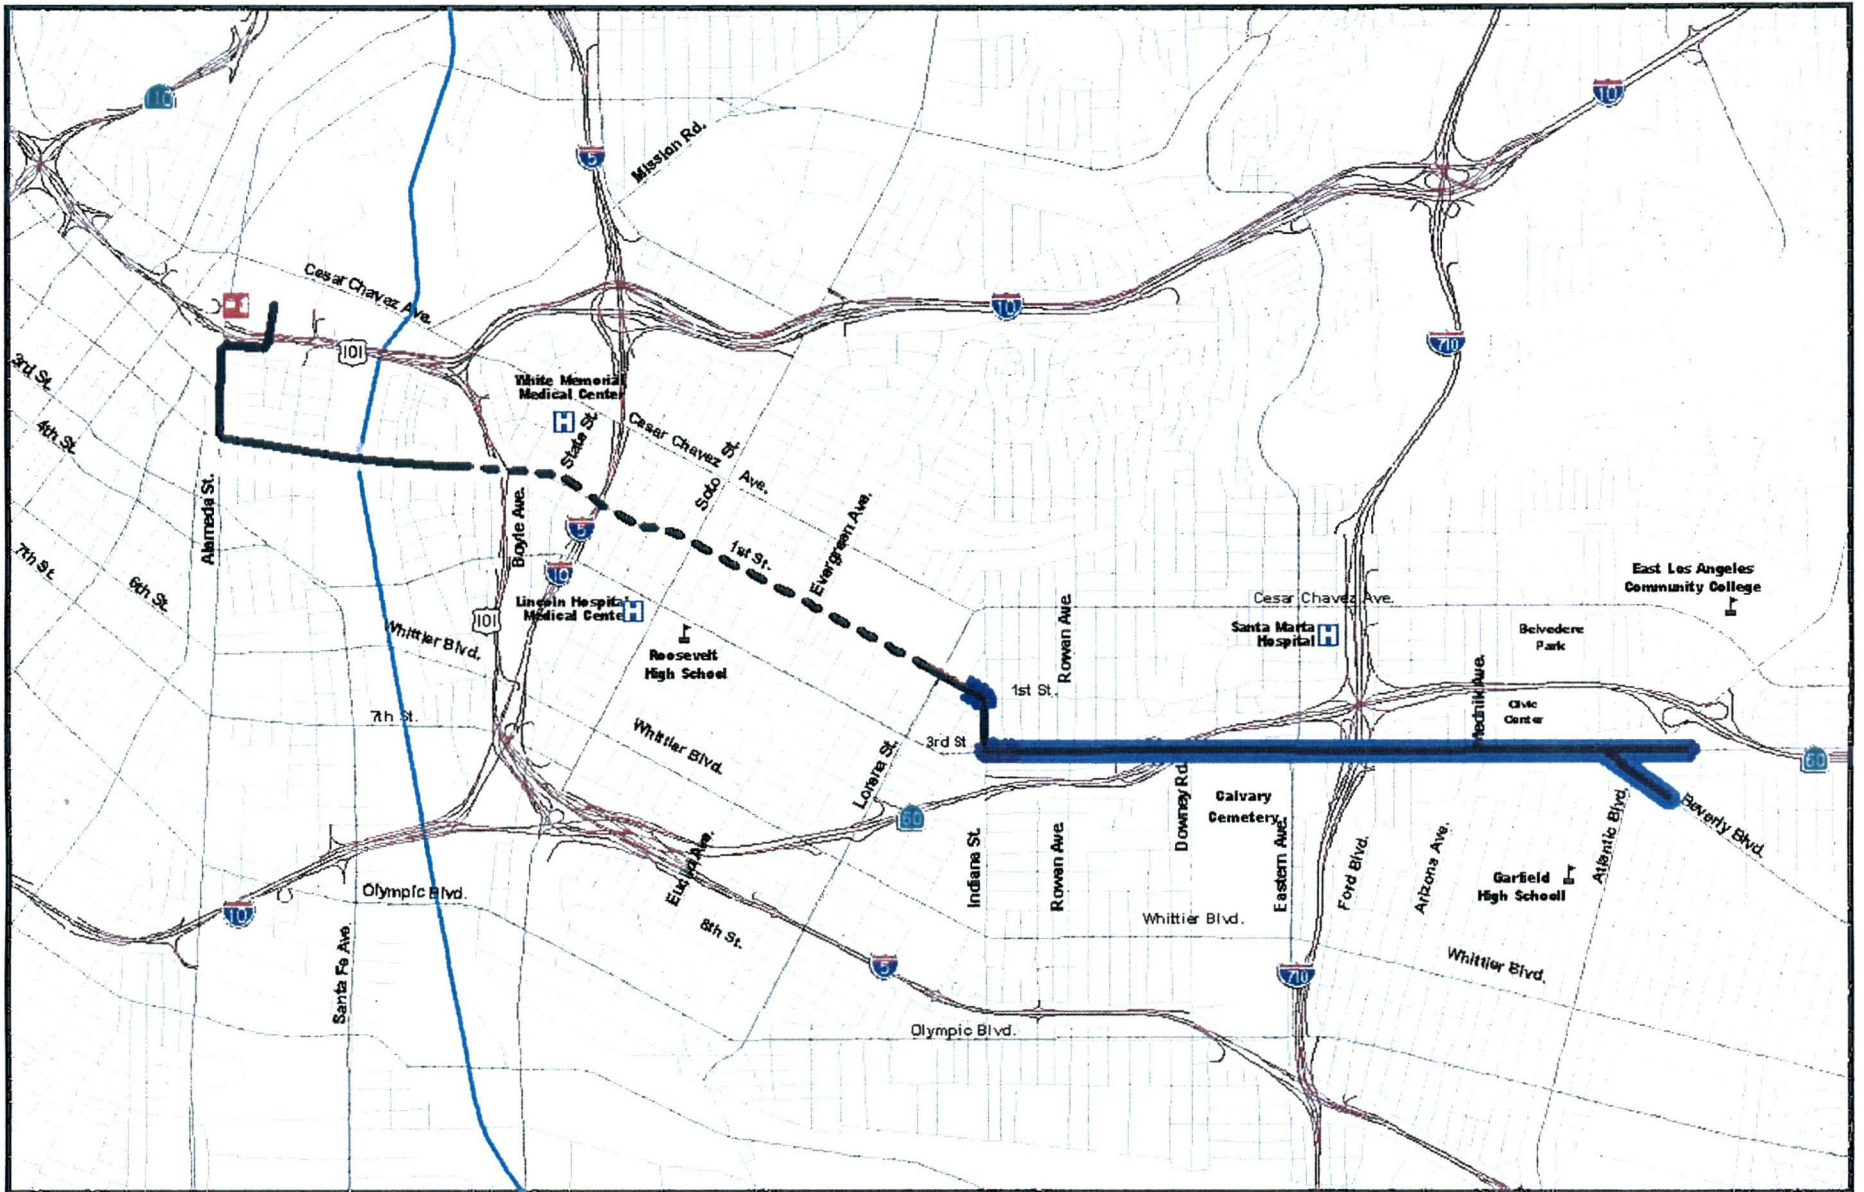 110
10
5
Mission Rd.
Cesar Chavez Ave.
10
101
710
3rd St.
White Memorial
Medical Center
H
State St.
4th St.
Cesar Chavez
Ave.
Soto St.
Alameda St.
Boyle Ave.
5
1st St.
Evergreen Ave.
7th St.
6th St.
10
Lincoln Hospital
Medical Center
H
101
Whittier Blvd.
Roosevelt
High School
Rowan Ave.
Cesar Chavez Ave.
East Los Angeles
Community College
Santa Marta
Hospital
H
Belvedere
Park
1st St.
Mednik Ave.
Civic
Center
7th St.
Whittier Blvd.
3rd St
60
Lorena St.
60
Downey Rd.
Calvary
Cemetery
Beverly Blvd.
Atlantic Blvd.
Indiana St.
Rowan Ave.
Eastern Ave.
Ford Blvd.
Arizona Ave.
Garfield
High Schoell
Euclid Ave.
Olympic Blvd.
10
8th St.
Whittier Blvd.
Whittier Blvd.
Santa Fe Ave.
5
710
Olympic Blvd.